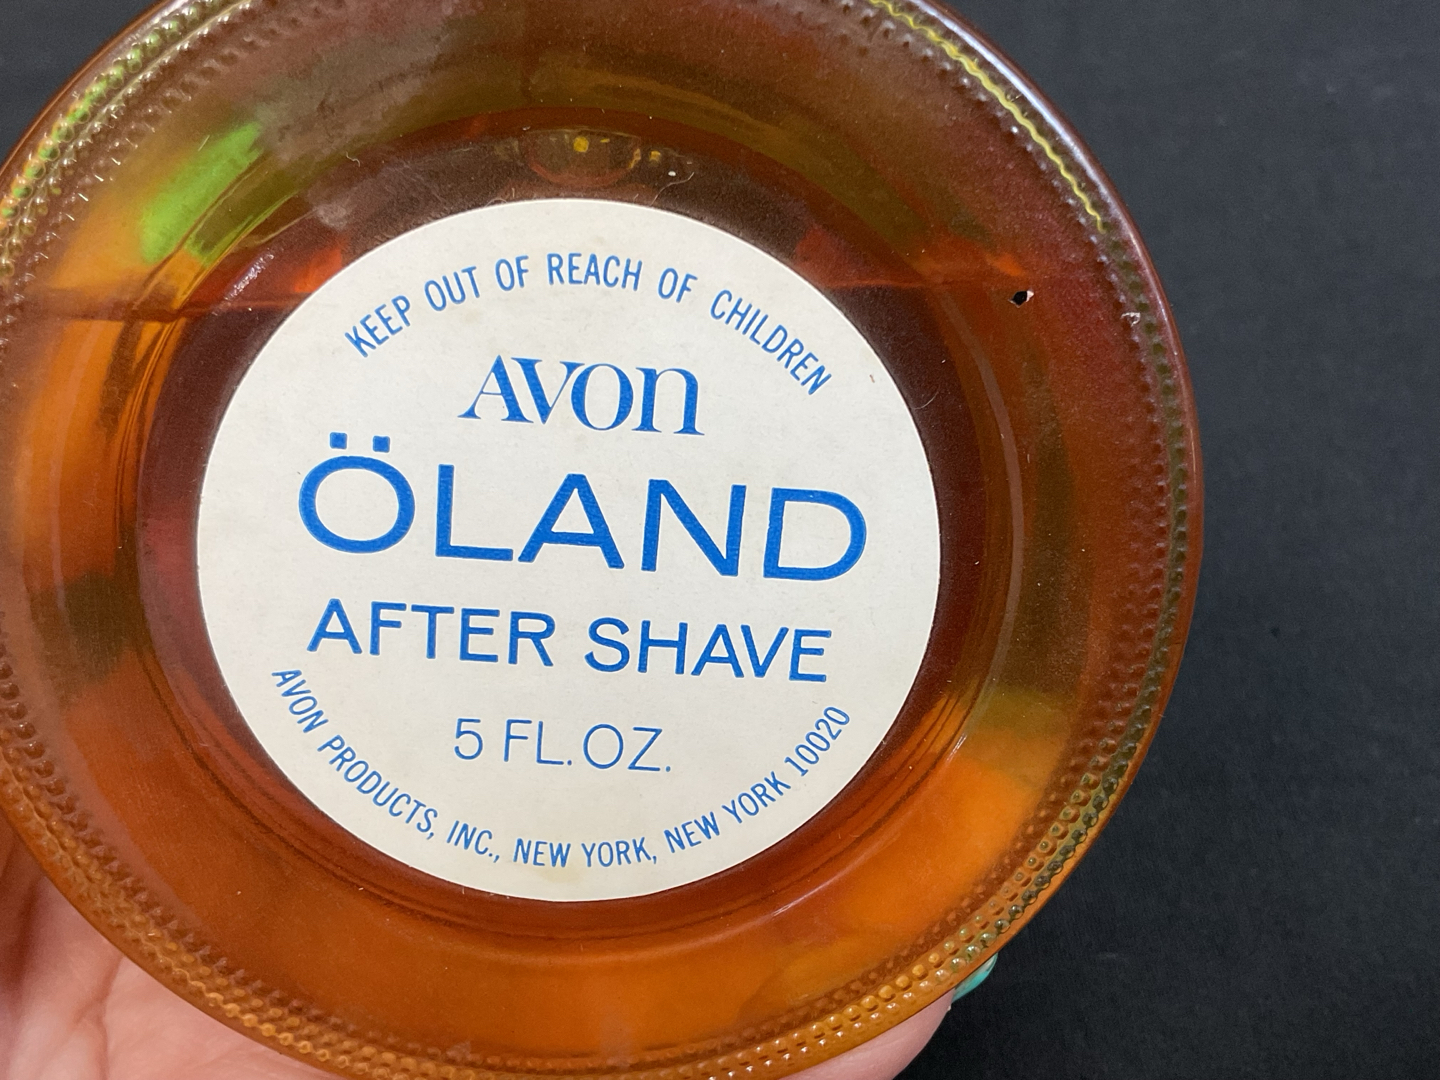 KEEP OUT OF REACH OF CHILDREN
AVON
ÖLAND
AFTER SHAVE
5 FL. OZ.
AVON PRODUCTS, INC., NEW YORK, NEW YORK 10020